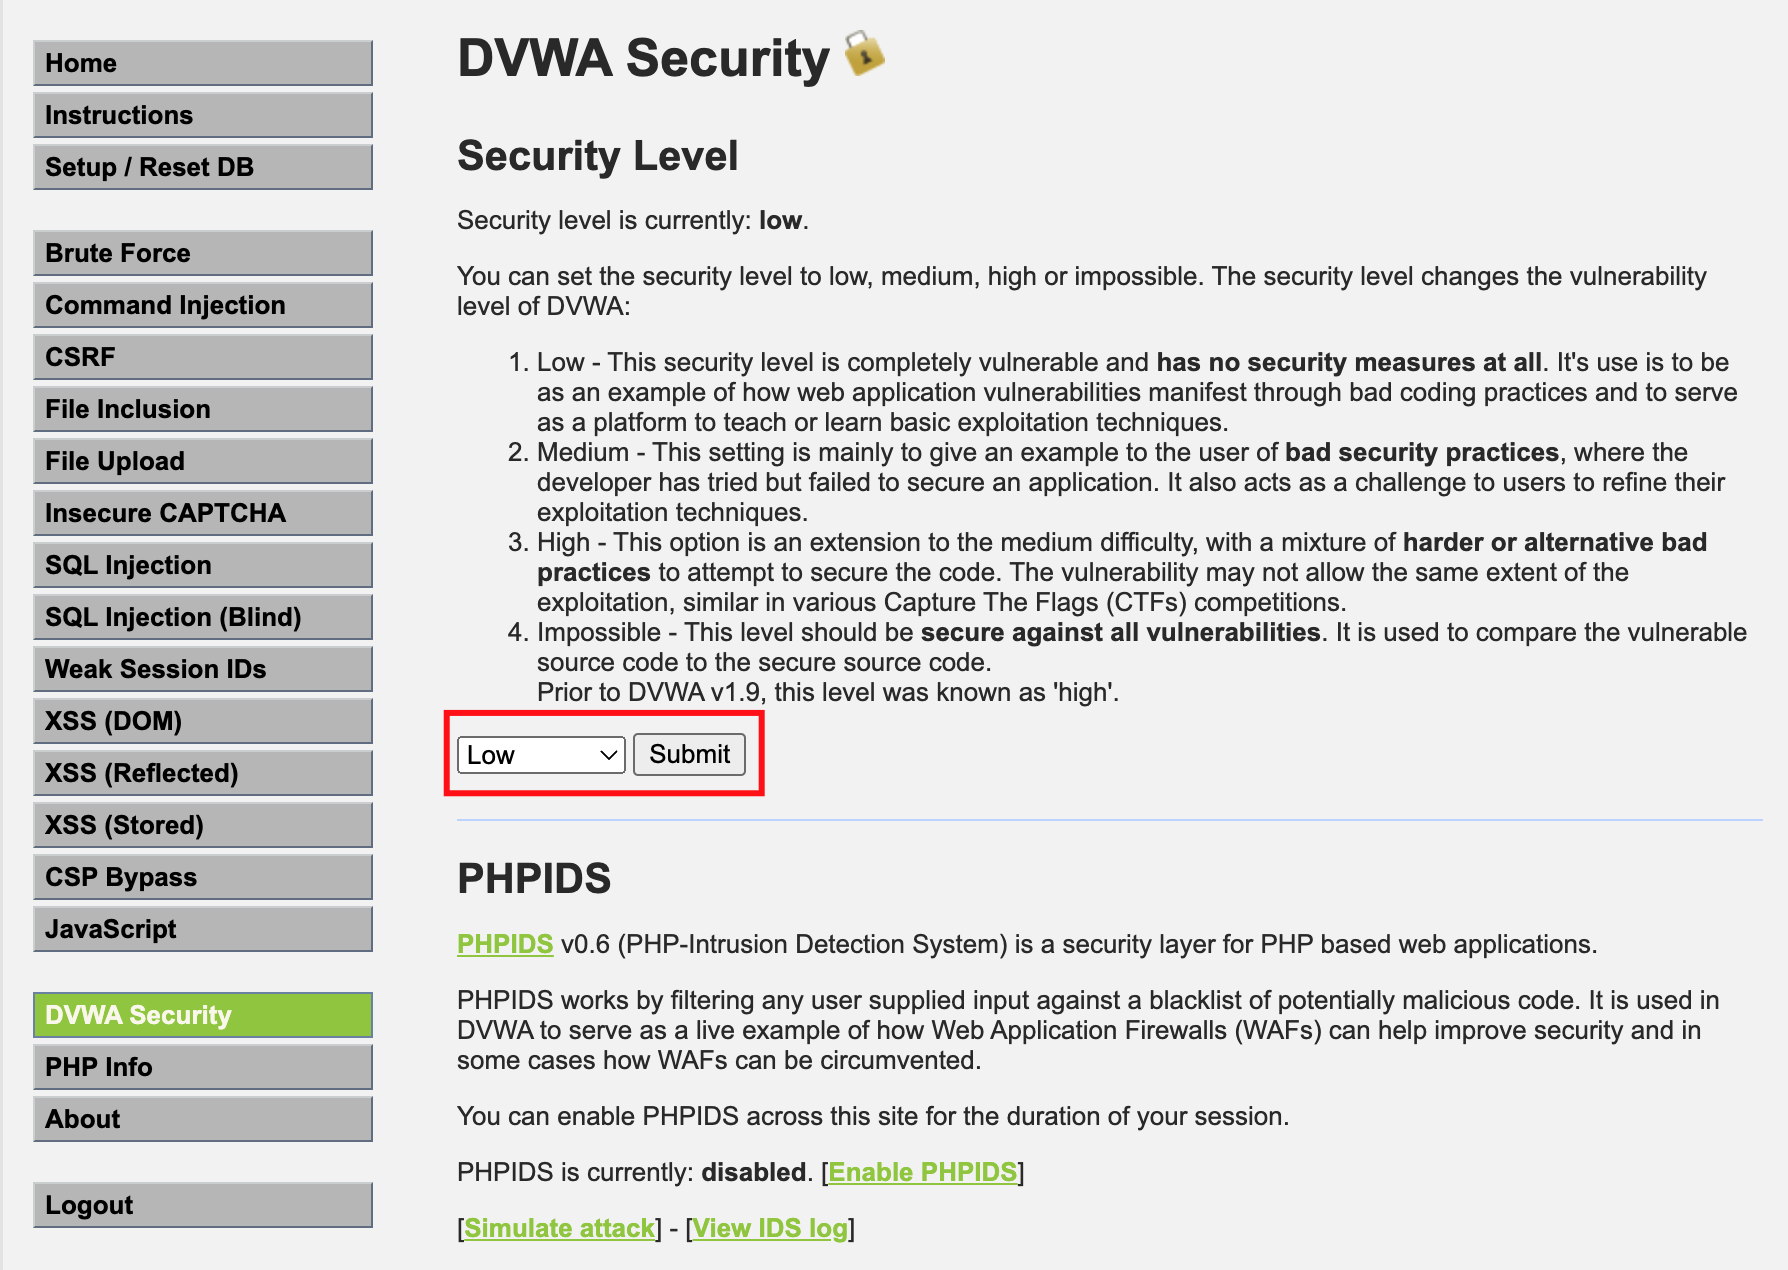 Home
Instructions
Setup / Reset DB
Brute Force
Command Injection
CSRF
File Inclusion
File Upload
Insecure CAPTCHA
SQL Injection
SQL Injection (Blind)
Weak Session IDs
XSS (DOM)
XSS (Reflected)
XSS (Stored)
CSP Bypass
JavaScript
DVWA Security
PHP Info
About
Logout
DVWA Security
Security Level
Security level is currently: low.
You can set the security level to low, medium, high or impossible. The security level changes the vulnerability
level of DVWA:
1. Low - This security level is completely vulnerable and has no security measures at all. It's use is to be
as an example of how web application vulnerabilities manifest through bad coding practices and to serve
as a platform to teach or learn basic exploitation techniques.
2. Medium - This setting is mainly to give an example to the user of bad security practices, where the
developer has tried but failed to secure an application. It also acts as a challenge to users to refine their
exploitation techniques.
3. High - This option is an extension to the medium difficulty, with a mixture of harder or alternative bad
practices to attempt to secure the code. The vulnerability may not allow the same extent of the
exploitation, similar in various Capture The Flags (CTFs) competitions.
4. Impossible - This level should be secure against all vulnerabilities. It is used to compare the vulnerable
source code to the secure source code.
Prior to DVWA v1.9, this level was known as 'high'.
Low Submit
PHPIDS
PHPIDS v0.6 (PHP-Intrusion Detection System) is a security layer for PHP based web applications.
PHPIDS works by filtering any user supplied input against a blacklist of potentially malicious code. It is used in
DVWA to serve as a live example of how Web Application Firewalls (WAFs) can help improve security and in
some cases how WAFs can be circumvented.
You can enable PHPIDS across this site for the duration of your session.
PHPIDS is currently: disabled. [Enable PHPIDS]
[Simulate attack] - [View IDS log]